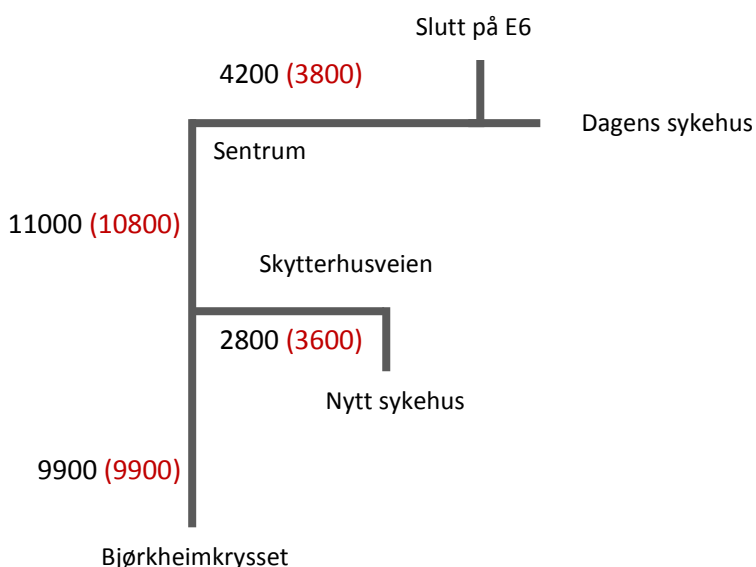 Slutt på E6
4200 (3800)
Dagens sykehus
Sentrum
11000 (10800)
Skytterhusveien
2800 (3600)
Nytt sykehus
9900 (9900)
Bjørkheimkrysset